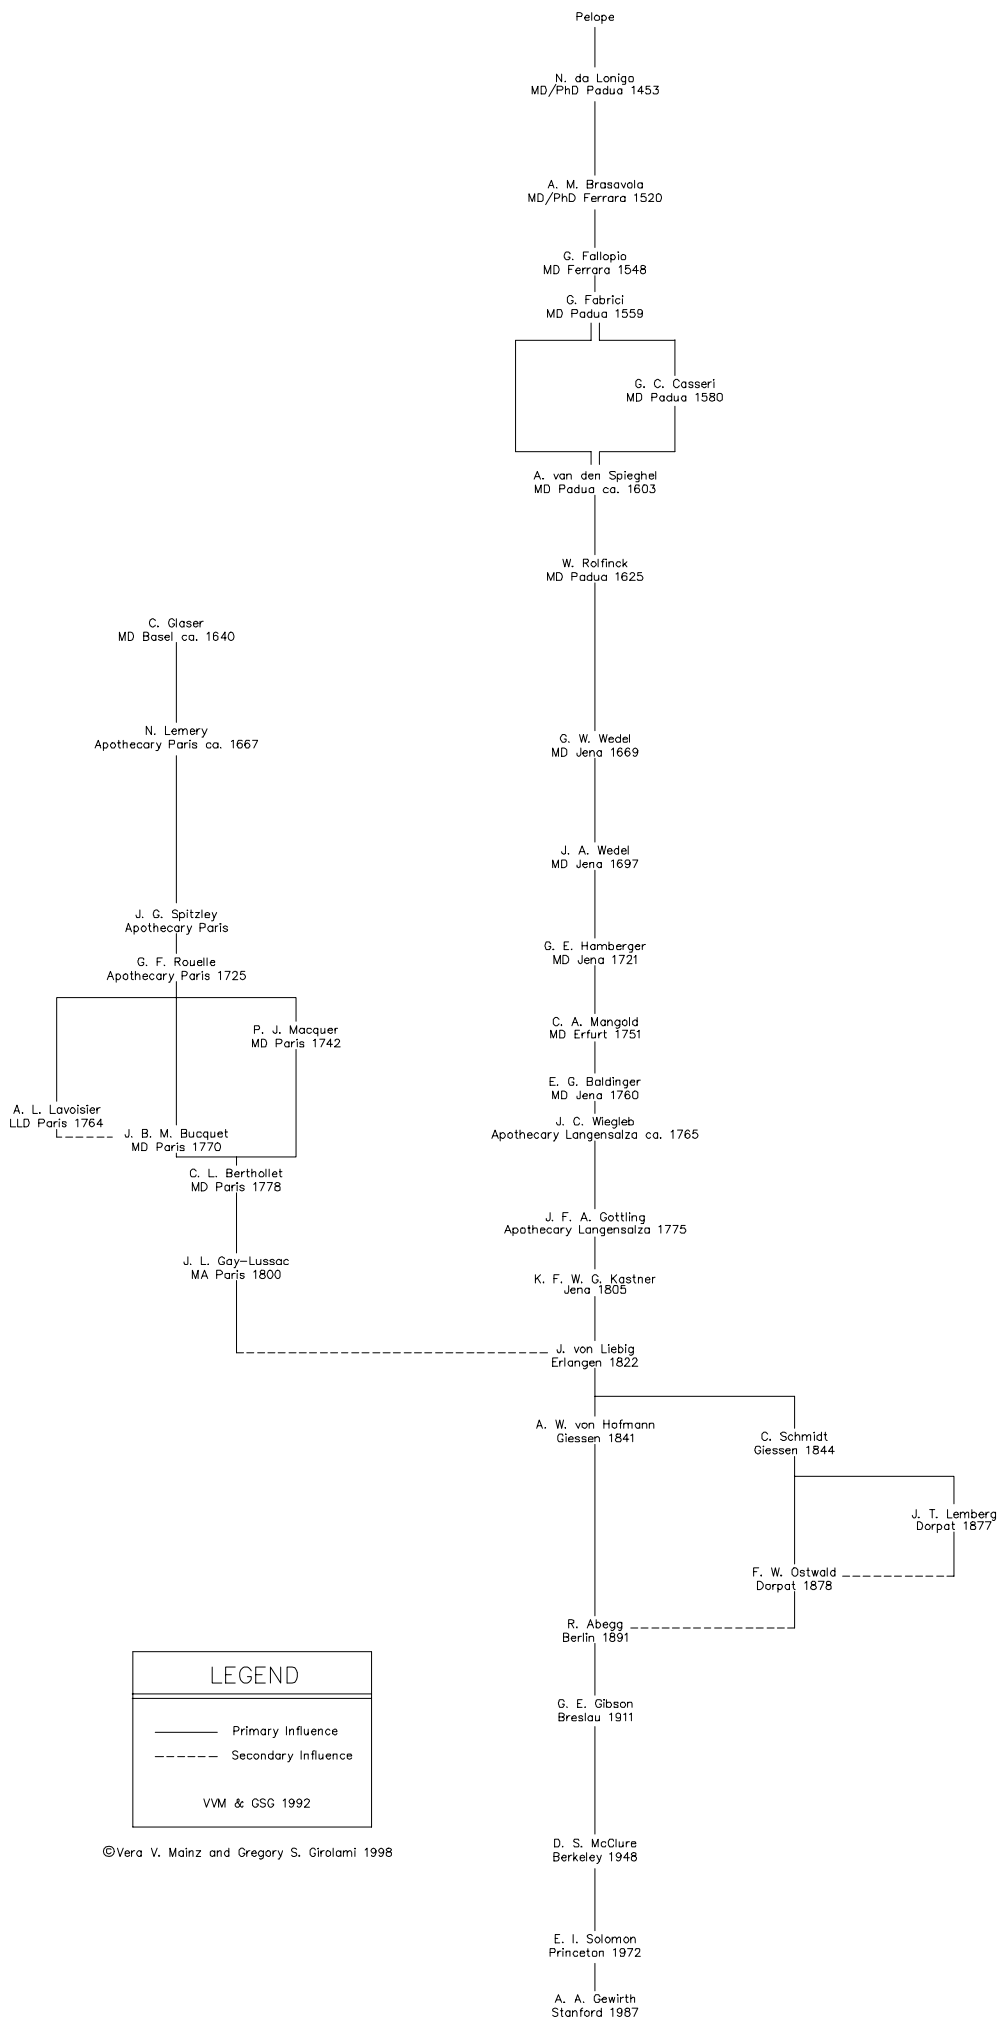 Pelope
N. da Lonigo
MD/PhD Padua 1453
A. M. Brasavola
MD/PhD Ferrara 1520
G. Fallopio
MD Ferrara 1548
G. Fabrici
MD Padua 1559
G. C. Casseri
MD Padua 1580
A. van den Spieghel
MD Padua ca. 1603
W. Rolfinck
MD Padua 1625
C. Glaser
MD Basel ca. 1640
N. Lemery
Apothecary Paris ca. 1667
G. W. Wedel
MD Jena 1669
J. A. Wedel
MD Jena 1697
J. G. Spitzley
Apothecary Paris
G. E. Hamberger
MD Jena 1721
G. F. Rouelle
Apothecary Paris 1725
P. J. Macquer
MD Paris 1742
C. A. Mangold
MD Erfurt 1751
E. G. Baldinger
MD Jena 1760
A. L. Lavoisier
LLD Paris 1764
J. C. Wiegleb
Apothecary Langensalza ca. 1765
J. B. M. Bucquet
MD Paris 1770
C. L. Berthollet
MD Paris 1778
J. F. A. Gottling
Apothecary Langensalza 1775
J. L. Gay-Lussac
MA Paris 1800
K. F. W. G. Kastner
Jena 1805
J. von Liebig
Erlangen 1822
A. W. von Hofmann
Giessen 1841
C. Schmidt
Giessen 1844
J. T. Lemberg
Dorpat 1877
F. W. Ostwald
Dorpat 1878
R. Abegg
Berlin 1891
LEGEND
Primary Influence
Secondary Influence
VVM & GSG 1992
©Vera V. Mainz and Gregory S. Girolami 1998
G. E. Gibson
Breslau 1911
D. S. McClure
Berkeley 1948
E. I. Solomon
Princeton 1972
A. A. Gewirth
Stanford 1987